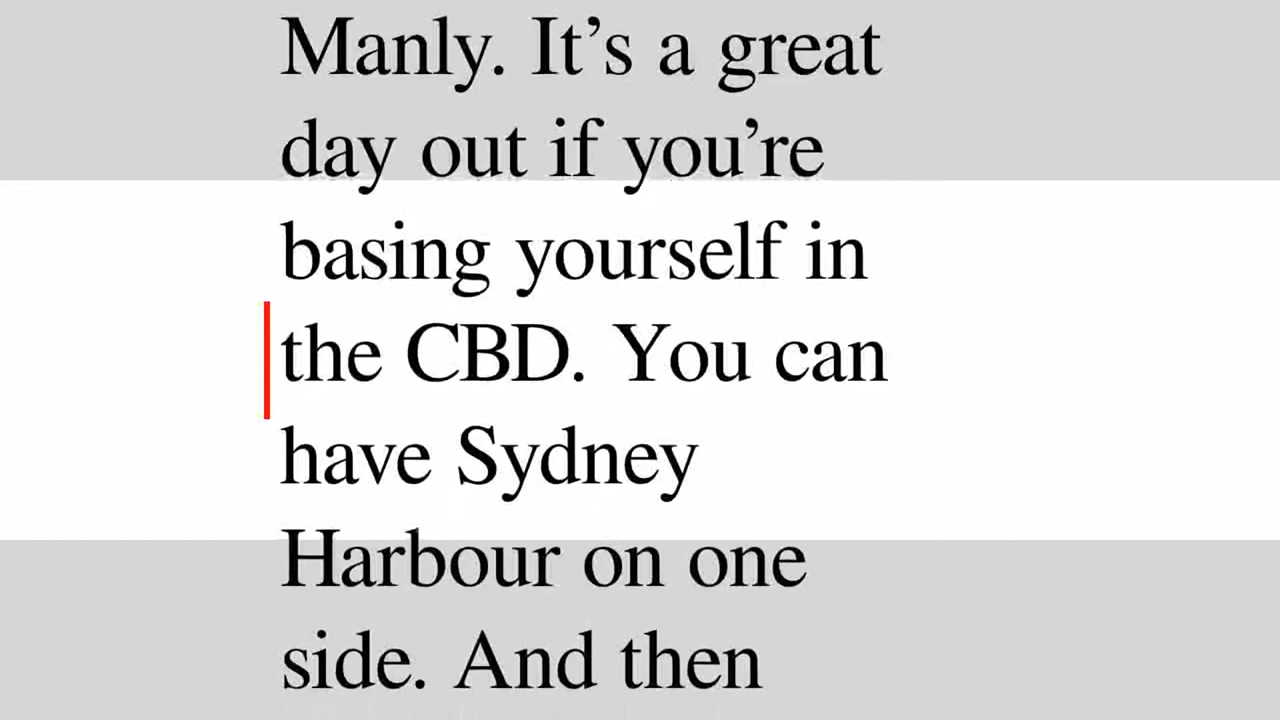 Manly. It’s a great
day out if you’re
basing yourself in
the CBD. You can
have Sydney
Harbour on one
side. And then